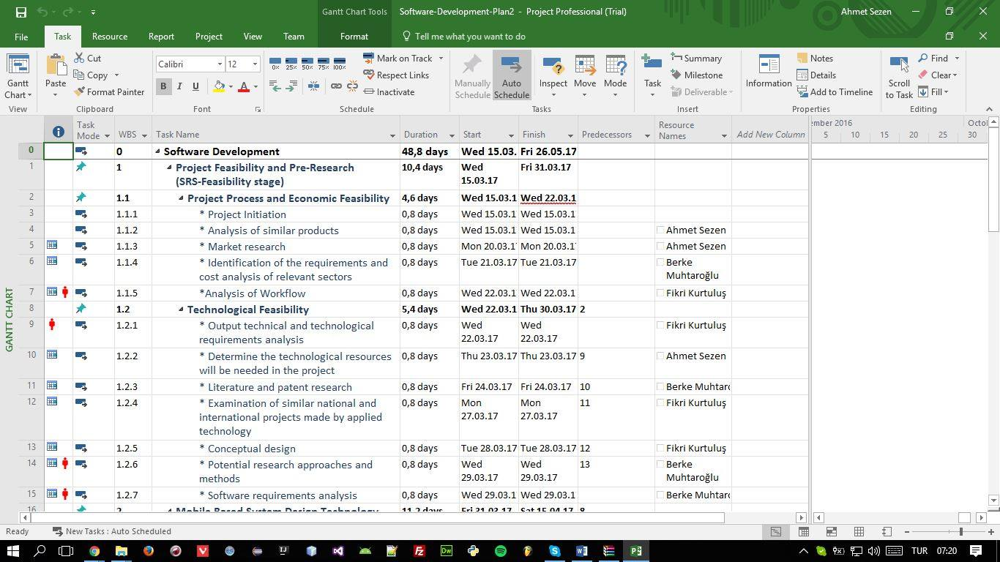 Gantt Chart Tools Software-Development-Plan2 - Project Professional (Trial) Ahmet Sezen
File Task Resource Report Project View Team Format Tell me what you want to do
Gantt Chart
View
Paste
Cut
Copy
Format Painter
Clipboard
Calibri 12
B I U A
Font
0% 25% 50% 75% 100%
Mark on Track
Respect Links
Inactivate
Schedule
Manually Schedule
Auto Schedule
Inspect
Move
Mode
Tasks
Task
Summary
Milestone
Deliverable
Insert
Information
Notes
Details
Add to Timeline
Properties
Scroll to Task
Find
Clear
Fill
Editing
GANTT CHART
Task Mode WBS Task Name Duration Start Finish Predecessors Resource Names Add New Column
ember 2016 Octo
5 10 15 20 25 30
0 0 Software Development 48,8 days Wed 15.03. Fri 26.05.17
1 1 Project Feasibility and Pre-Research 10,4 days Wed Fri 31.03.17
(SRS-Feasibility stage) 15.03.17
2 1.1 Project Process and Economic Feasibility 4,6 days Wed 15.03.1 Wed 22.03.1
3 1.1.1 * Project Initiation 0,8 days Wed 15.03.1 Wed 15.03.1
4 1.1.2 * Analysis of similar products 0,8 days Wed 15.03.1 Wed 15.03.1 Ahmet Sezen
5 1.1.3 * Market research 0,8 days Mon 20.03.1 Mon 20.03.1 Ahmet Sezen
6 1.1.4 * Identification of the requirements and 0,8 days Tue 21.03.17 Tue 21.03.17 Berke
cost analysis of relevant sectors Muhtaroğlu
7 1.1.5 *Analysis of Workflow 0,8 days Wed 22.03.1 Wed 22.03.1 Fikri Kurtuluş
8 1.2 Technological Feasibility 5,4 days Wed 22.03.1 Thu 30.03.17 2
9 1.2.1 * Output technical and technological 0,8 days Wed Wed Fikri Kurtuluş
requirements analysis 22.03.17 22.03.17
10 1.2.2 * Determine the technological resources 0,8 days Thu 23.03.17 Thu 23.03.17 9 Ahmet Sezen
will be needed in the project
11 1.2.3 * Literature and patent research 0,8 days Fri 24.03.17 Fri 24.03.17 10 Berke Muhtaro
12 1.2.4 * Examination of similar national and 0,8 days Mon Mon 11 Fikri Kurtuluş
international projects made by applied 27.03.17 27.03.17
technology
13 1.2.5 * Conceptual design 0,8 days Tue 28.03.17 Tue 28.03.17 12 Fikri Kurtuluş
14 1.2.6 * Potential research approaches and 0,8 days Wed Wed 13 Berke
methods 29.03.17 29.03.17 Muhtaroğlu
15 1.2.7 * Software requirements analysis 0,8 days Wed 29.03.1 Wed 29.03.1 Berke Muhtaro
16 2 Mobile Based System Design Technology 11,2 days Fri 31.03.17 Sat 15.04.17 8
Ready New Tasks : Auto Scheduled
TUR 07:20